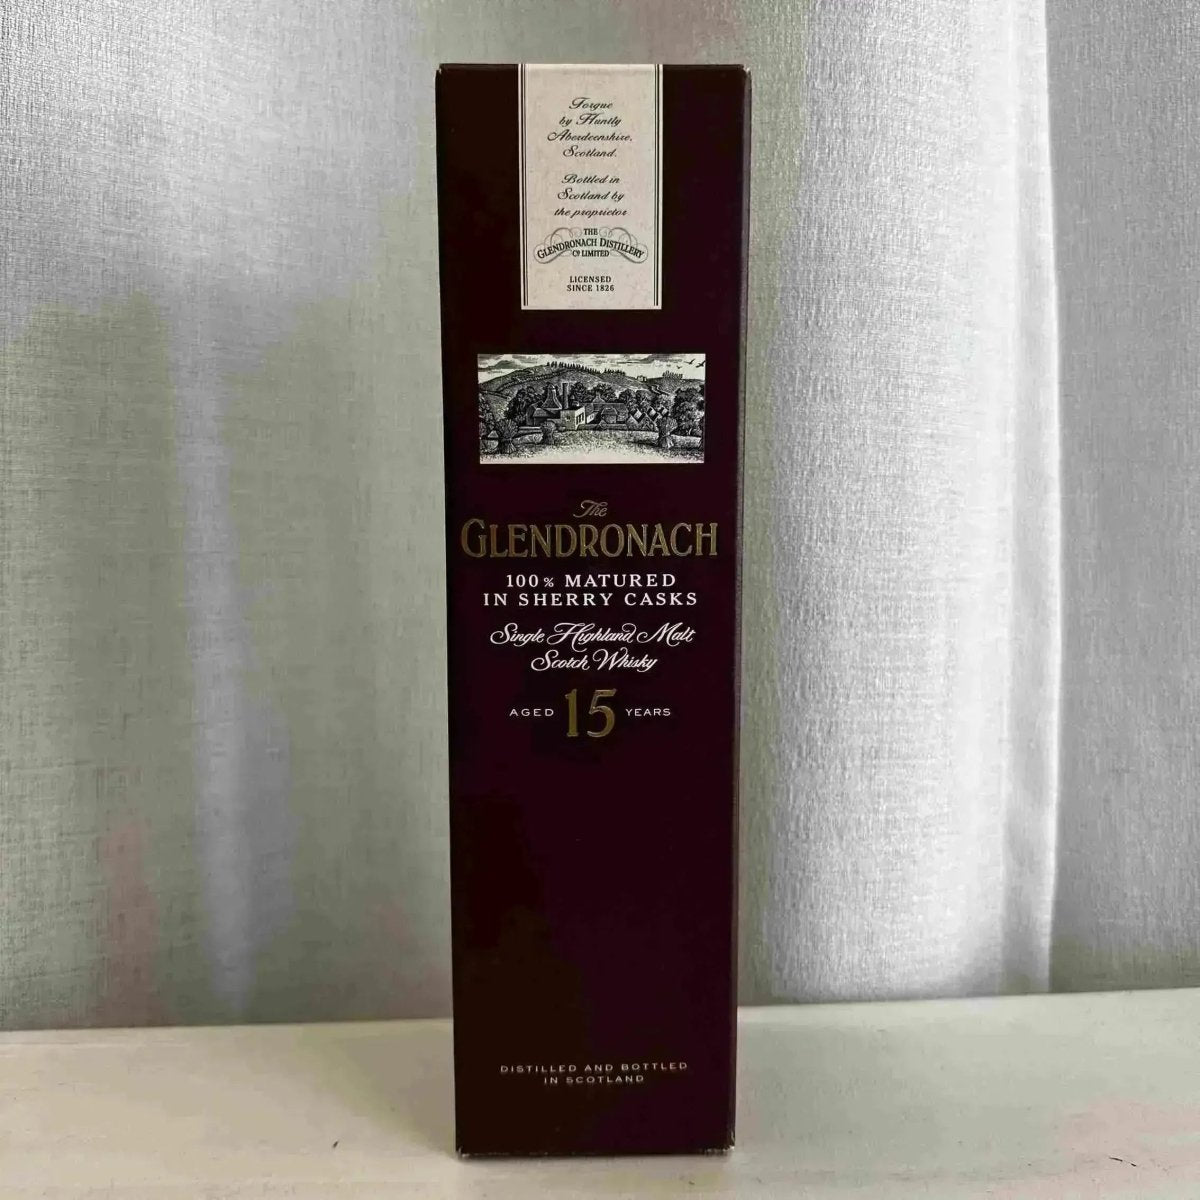 Forgue
by Huntly
Aberdeenshire,
Scotland.
Bottled in
Scotland by
the proprietor
THE
GLENDRONACH DISTILLERY
Cº LIMITED
LICENSED
SINCE 1826
The
GLENDRONACH
100% MATURED
IN SHERRY CASKS
Single Highland Malt
Scotch Whisky
AGED 15 YEARS
DISTILLED AND BOTTLED
IN SCOTLAND